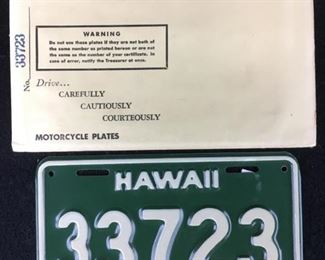 WARNING
Do not use these plates if they are not both of the
same number as printed hereon or are not
the same as the number of your certificate. In
case of error, notify the Treasurer at once.
No. 33723
Drive...
CAREFULLY
CAUTIOUSLY
COURTEOUSLY
MOTORCYCLE PLATES
HAWAII
33723